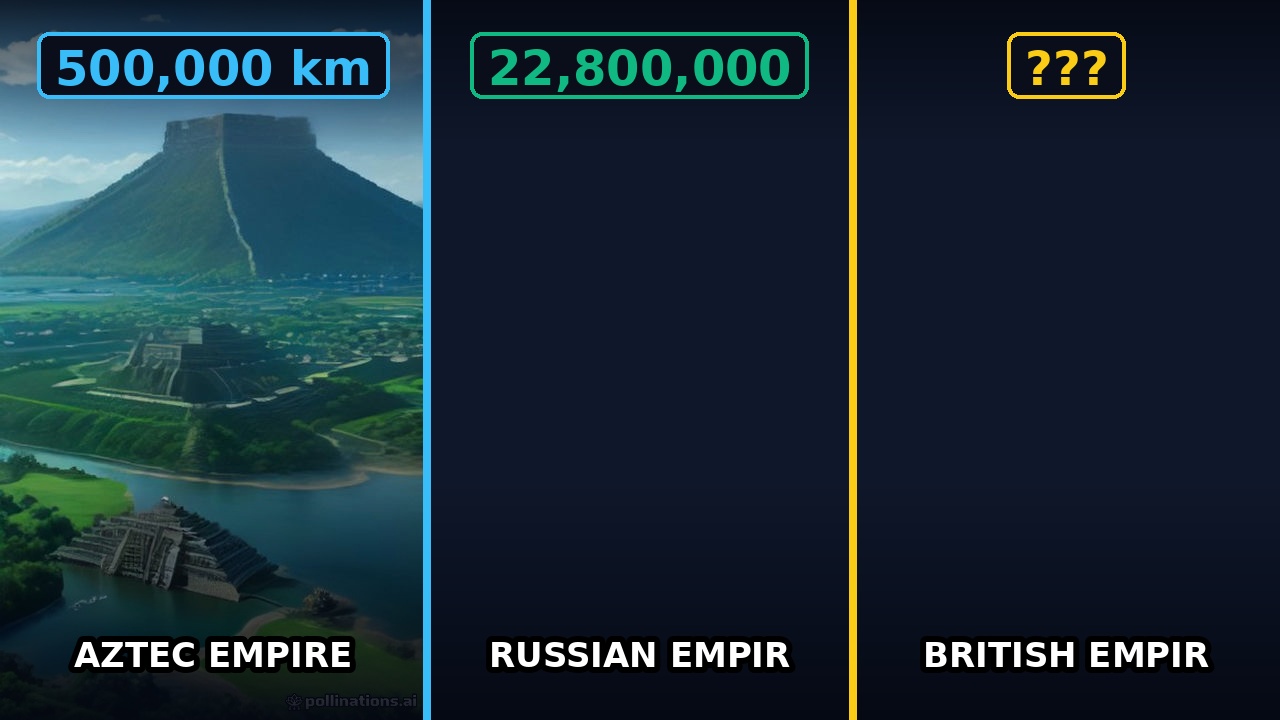 500,000 km
22,800,000
???
AZTEC EMPIRE
RUSSIAN EMPIR
BRITISH EMPIR
pollinations.ai